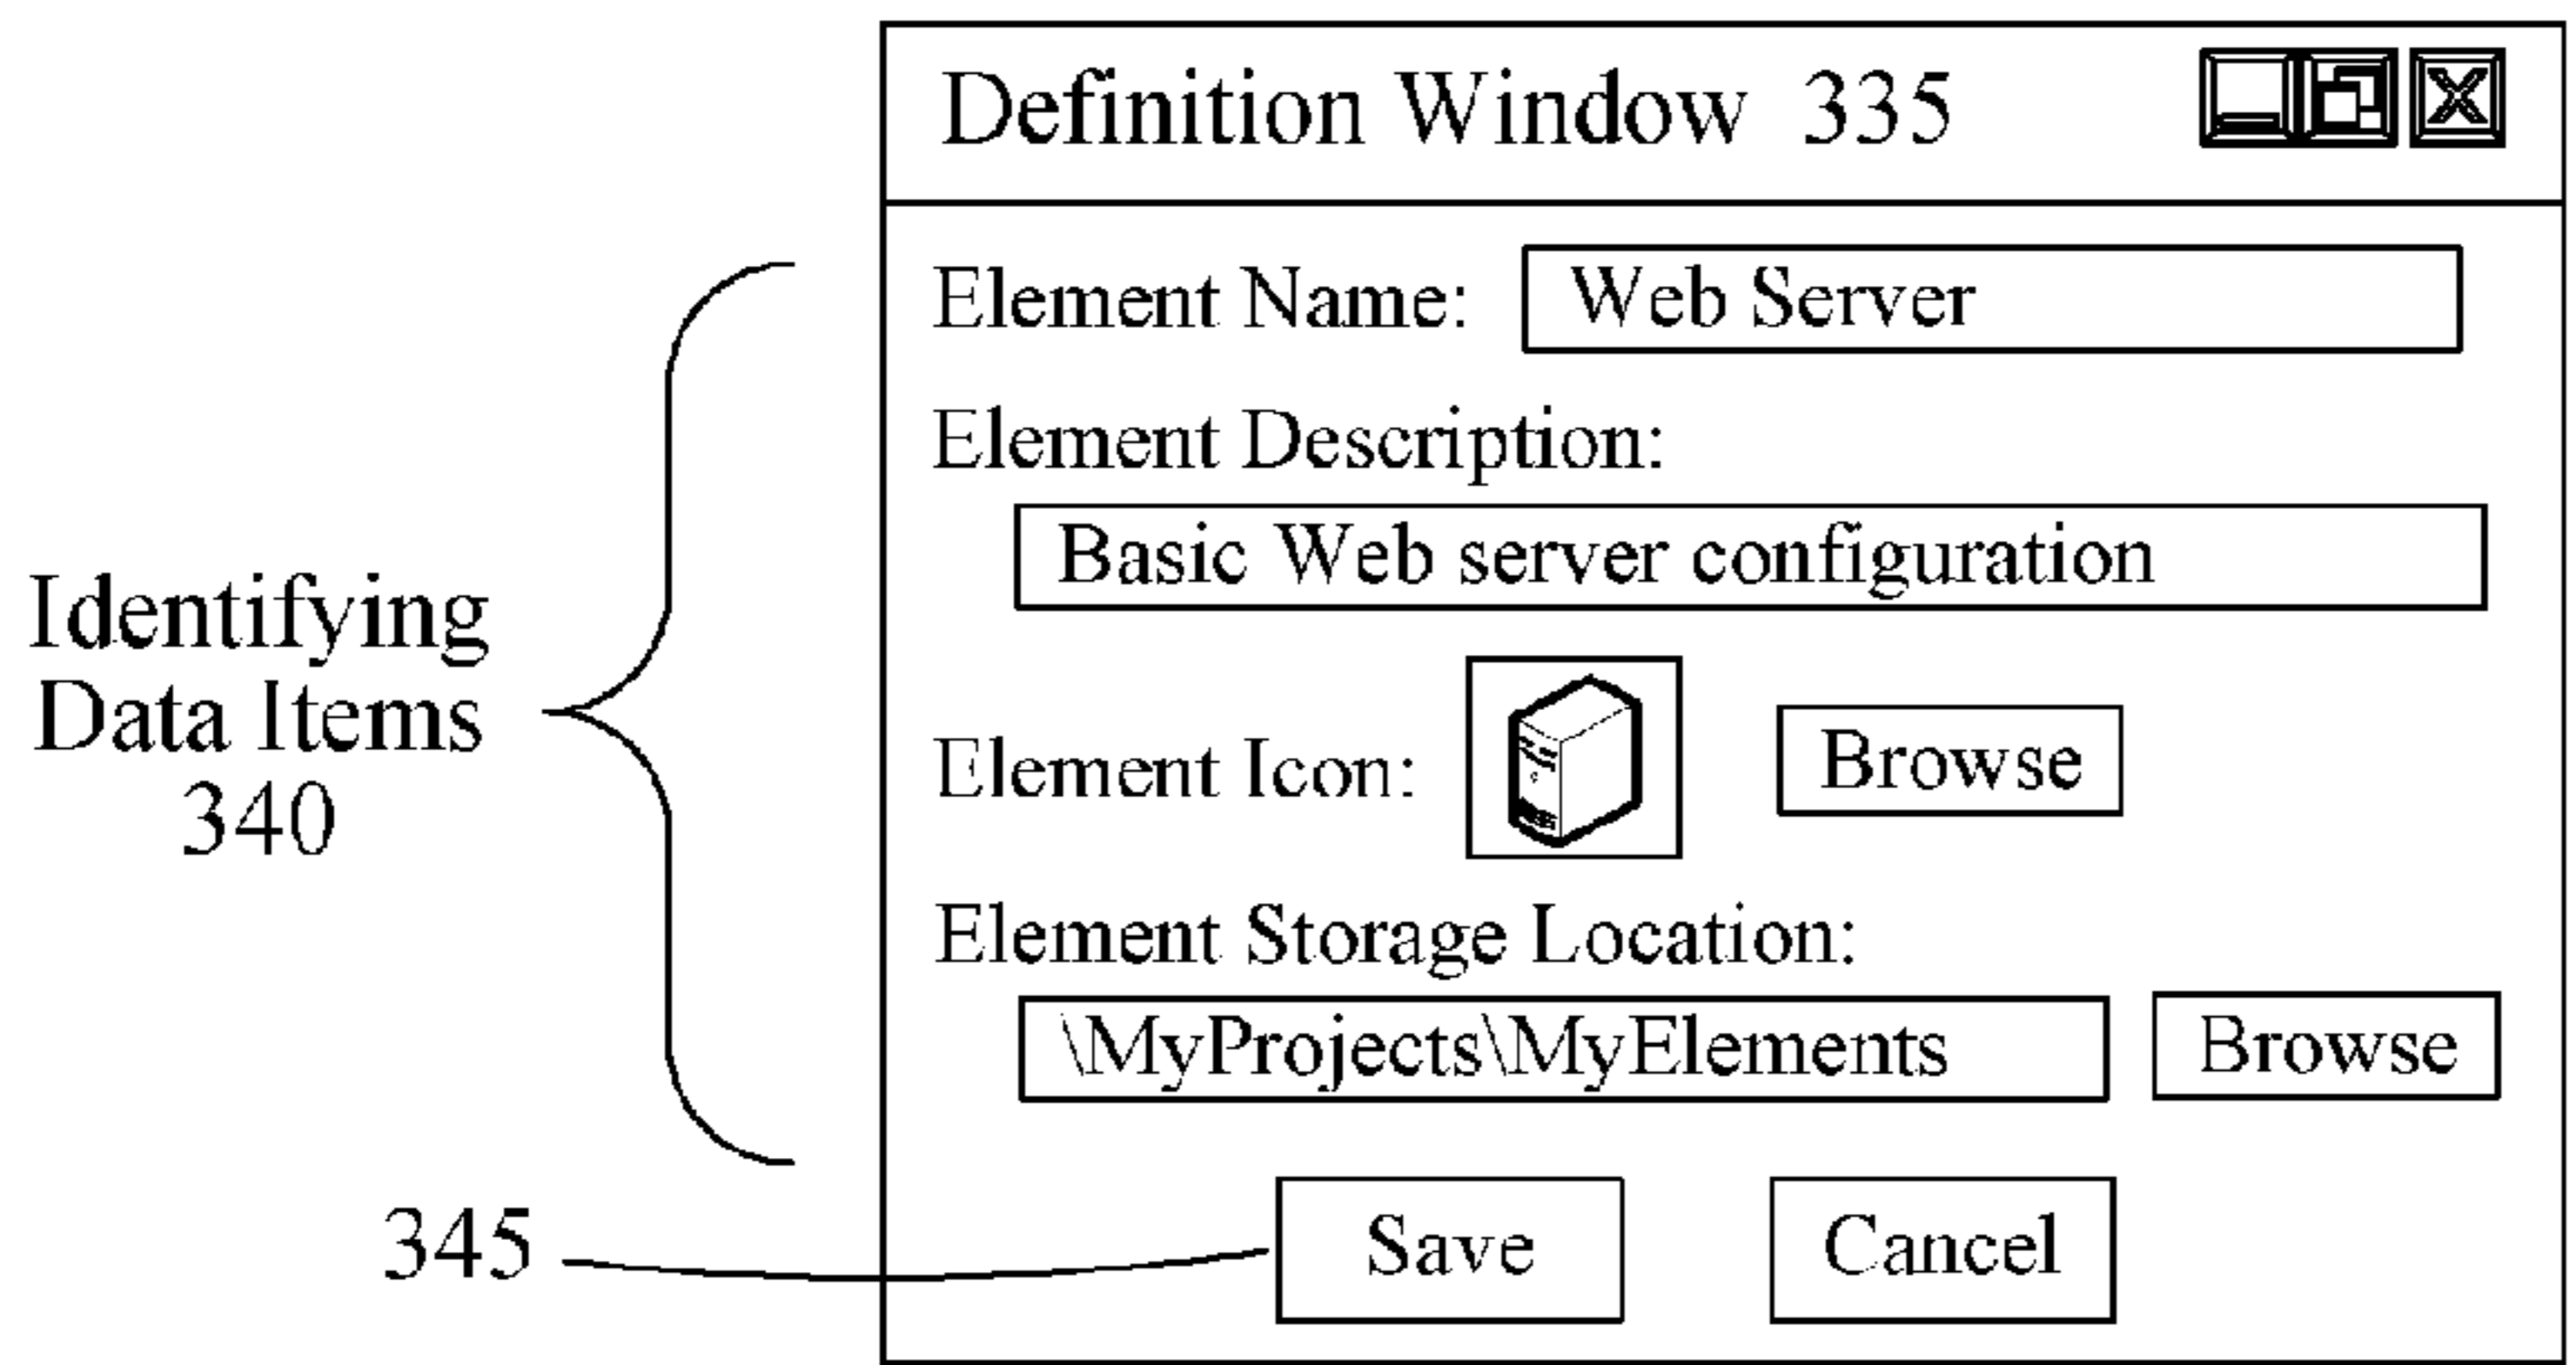 Definition Window 335
Element Name: Web Server
Element Description:
Basic Web server configuration
Identifying
Data Items
340
Element Icon: Browse
Element Storage Location:
\MyProjects\MyElements Browse
345
Save Cancel